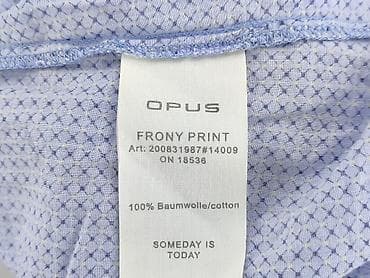 OPUS
FRONY PRINT
Art: 200831987#14009
ON 18536
100% Baumwolle/cotton
SOMEDAY IS
TODAY